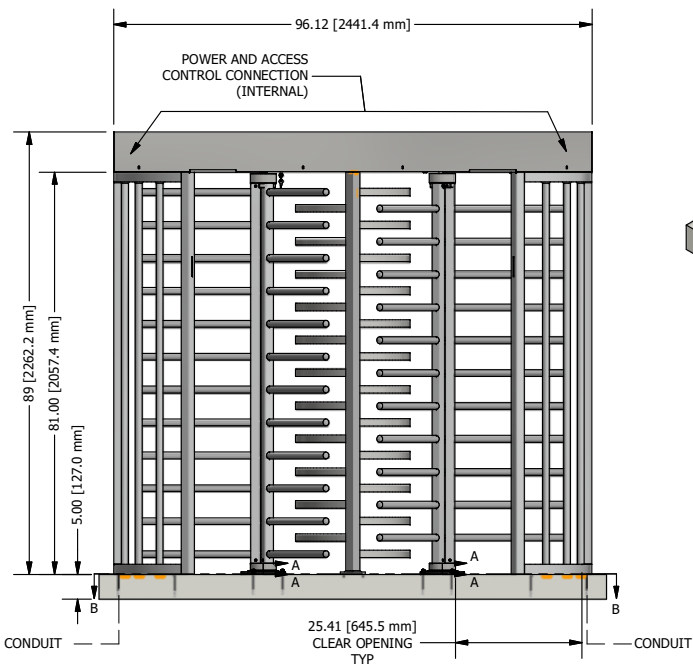 96.12 [2441.4 mm]
POWER AND ACCESS
CONTROL CONNECTION
(INTERNAL)
89 [2262.2 mm]
81.00 [2057.4 mm]
5.00 [127.0 mm]
A
A
A
A
B
B
CONDUIT
25.41 [645.5 mm]
CLEAR OPENING
TYP
CONDUIT